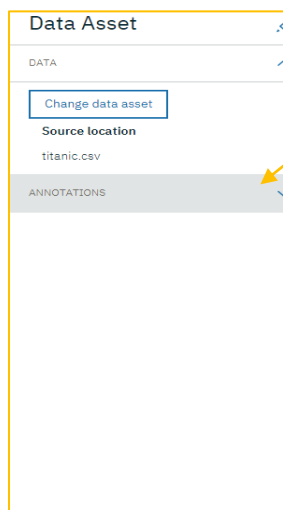 Data Asset
DATA
Change data asset
Source location
titanic.csv
ANNOTATIONS